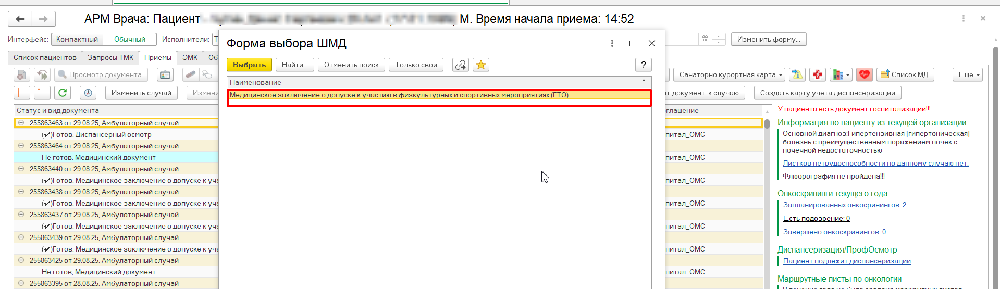 АРМ Врача: Пациент М. Время начала приема: 14:52
Интерфейс: Компактный Обычный Исполнители: Т
Изменить форму...
Форма выбора ШМД
Выбрать Найти... Отменить поиск Только свои ?
Наименование ↑
Медицинское заключение о допуске к участию в физкультурных и спортивных мероприятиях (ГТО)
Список пациентов Запросы ТМК Приемы ЭМК Об
Просмотр документа
Санаторно курортная карта Список МД Еще
Изменить случай Измени
п. документ к случаю Создать карту учета диспансеризации
Статус и вид документа
глашение
255863463 от 29.08.25, Амбулаторный случай
(✔)Готов, Диспансерный осмотр
питал_ОМС
255863464 от 29.08.25, Амбулаторный случай
Не готов, Медицинский документ
питал_ОМС
255863440 от 29.08.25, Амбулаторный случай
(✔)Готов, Медицинское заключение о допуске к уча
питал_ОМС
255863438 от 29.08.25, Амбулаторный случай
(✔)Готов, Медицинское заключение о допуске к уча
питал_ОМС
255863437 от 29.08.25, Амбулаторный случай
(✔)Готов, Медицинское заключение о допуске к уча
питал_ОМС
255863439 от 29.08.25, Амбулаторный случай
(✔)Готов, Медицинское заключение о допуске к уча
питал_ОМС
255863425 от 29.08.25, Амбулаторный случай
Не готов, Медицинский документ
питал_ОМС
255863395 от 28.08.25, Амбулаторный случай
У пациента есть документ госпитализации!!!
Информация по пациенту из текущей организации
Основной диагноз:Гипертензивная [гипертоническая]
болезнь с преимущественным поражением почек с
почечной недостаточностью
Листков нетрудоспособности по данному случаю нет.
Флюорография не пройдена!!!
Онкоскрининги текущего года
Запланированных онкосринингов: 2
Есть подозрение: 0
Завершено онкоскринингов: 0
Диспансеризация/ПрофОсмотр
Пациент подлежит диспансеризации
Маршрутные листы по онкологии